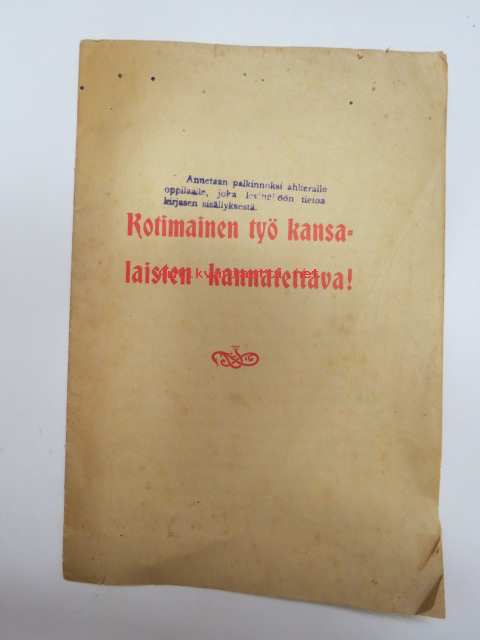 Annetaan palkinnoksi ahkeralle
oppilaalle, joka tietoa
kirjasen sisällyksestä.
Kotimainen työ kansa-
laisten kannatettava!